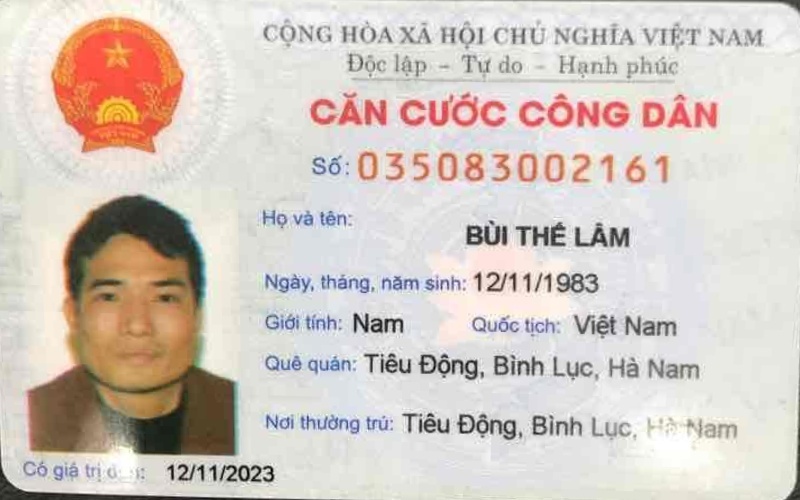 CỘNG HÒA XÃ HỘI CHỦ NGHĨA VIỆT NAM
Độc lập - Tự do - Hạnh phúc
CĂN CƯỚC CÔNG DÂN
Số: 035083002161
Họ và tên:
BÙI THẾ LÂM
Ngày, tháng, năm sinh: 12/11/1983
Giới tính: Nam Quốc tịch: Việt Nam
Quê quán: Tiêu Động, Bình Lục, Hà Nam
Nơi thường trú: Tiêu Động, Bình Lục, Hà Nam
Có giá trị đến: 12/11/2023